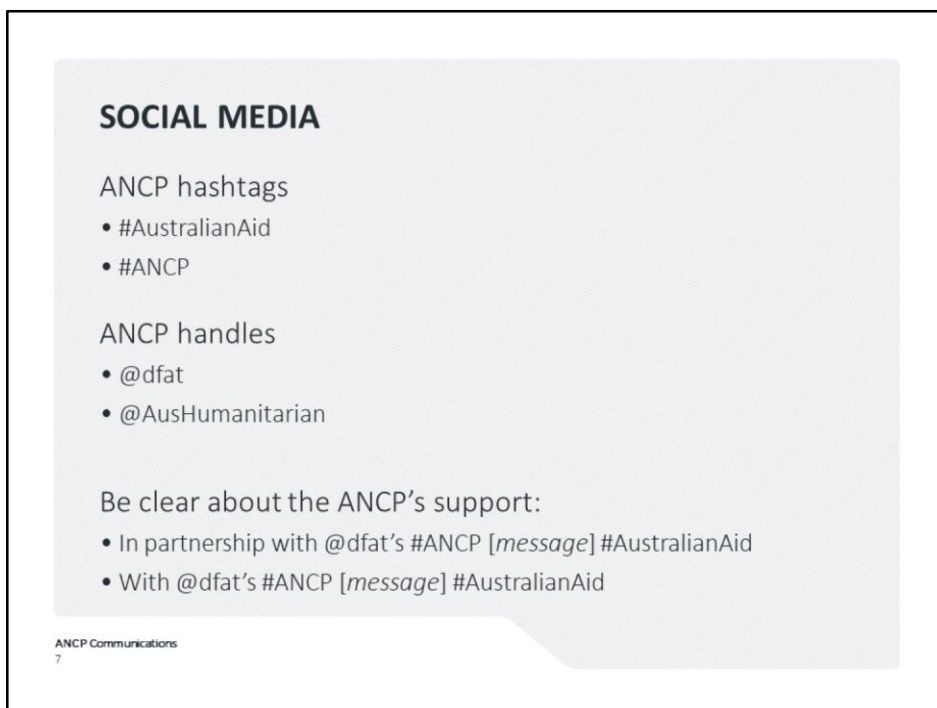 SOCIAL MEDIA
ANCP hashtags
• #AustralianAid
• #ANCP
ANCP handles
• @dfat
• @AusHumanitarian
Be clear about the ANCP’s support:
• In partnership with @dfat’s #ANCP [message] #AustralianAid
• With @dfat’s #ANCP [message] #AustralianAid
ANCP Communications
7